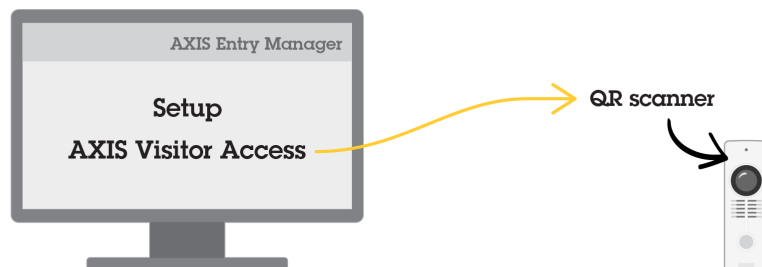 AXIS Entry Manager
Setup
AXIS Visitor Access
QR scanner